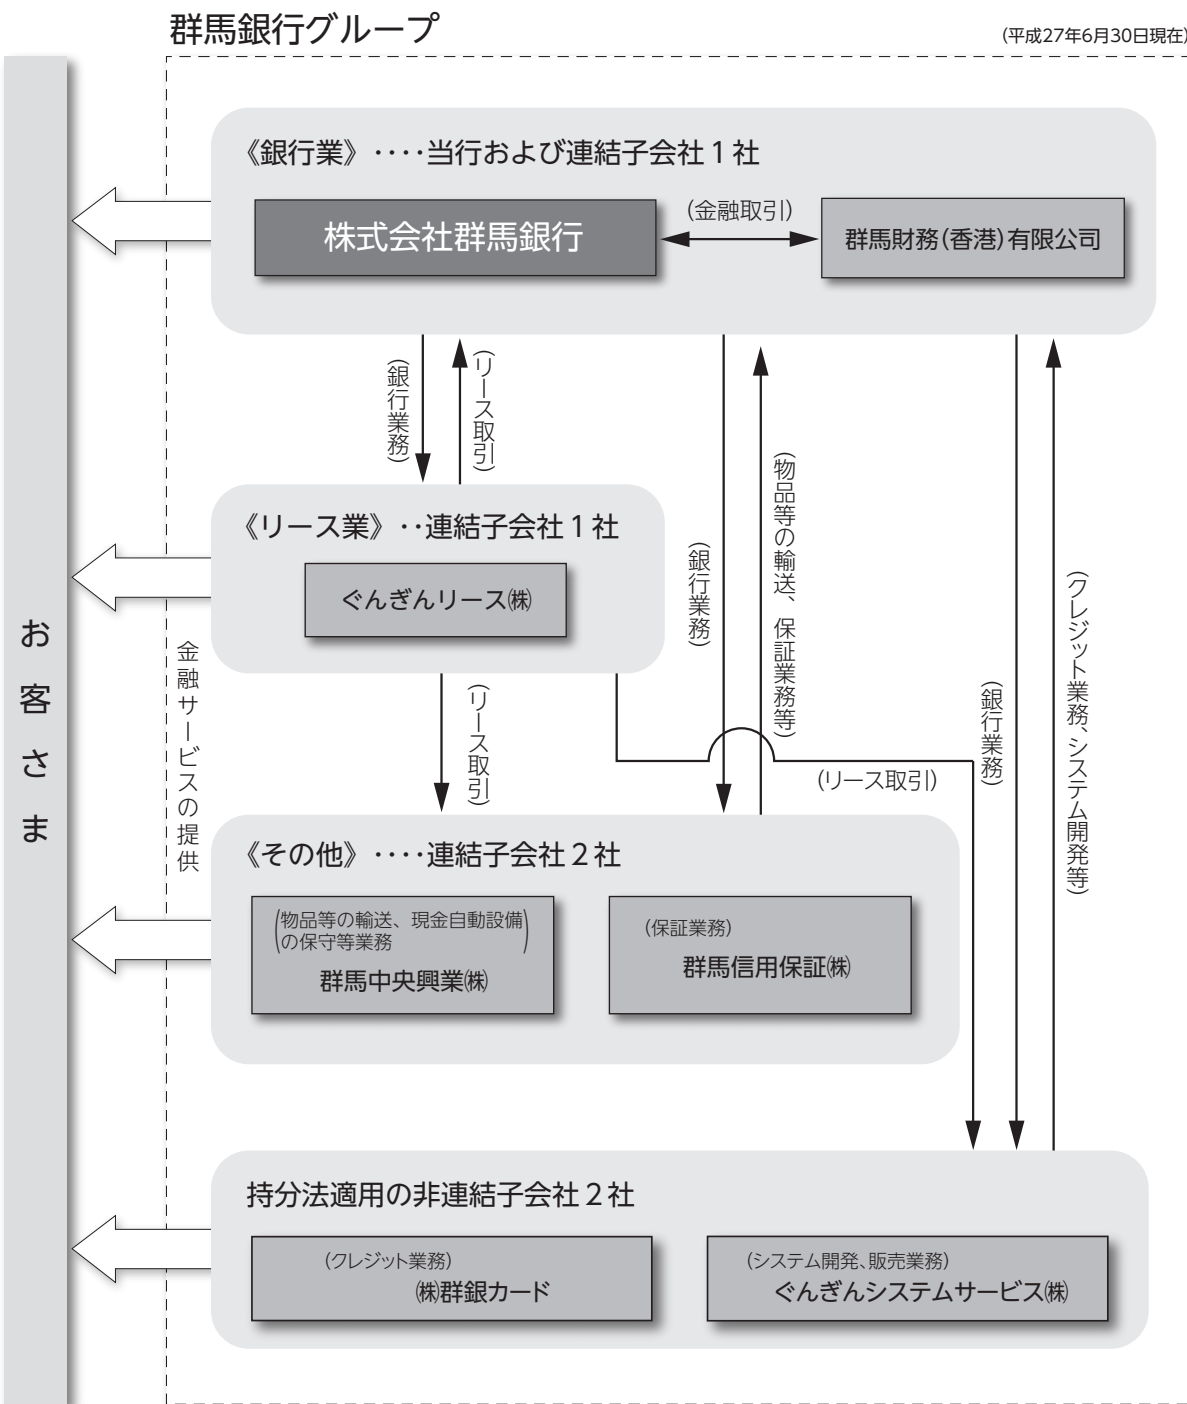 群馬銀行グループ
(平成27年6月30日現在)
《銀行業》‥‥当行および連結子会社1社
株式会社群馬銀行
(金融取引)
群馬財務(香港)有限公司
(銀行業務)
(リース取引)
(銀行業務)
(物品等の輸送、保証業務等)
(銀行業務)
(クレジット業務、システム開発等)
《リース業》‥連結子会社1社
ぐんぎんリース㈱
(リース取引)
(リース取引)
お客さま
金融サービスの提供
《その他》‥‥連結子会社2社
(物品等の輸送、現金自動設備
の保守等業務)
群馬中央興業㈱
(保証業務)
群馬信用保証㈱
持分法適用の非連結子会社2社
(クレジット業務)
㈱群銀カード
(システム開発、販売業務)
ぐんぎんシステムサービス㈱